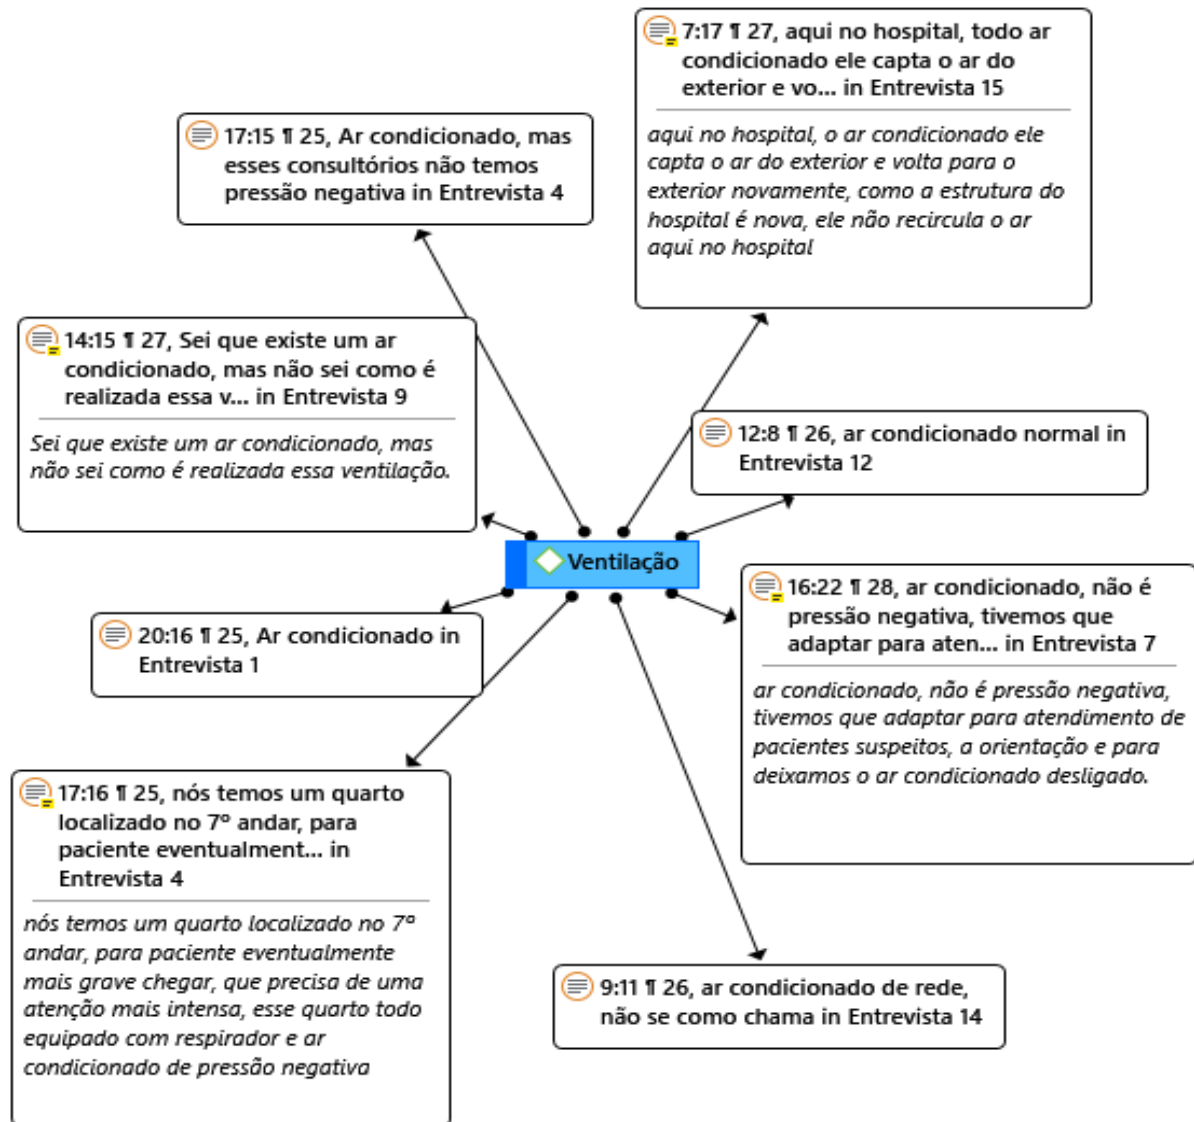 7:17 ¶ 27, aqui no hospital, todo ar
condicionado ele capta o ar do
exterior e vo... in Entrevista 15
aqui no hospital, o ar condicionado ele
capta o ar do exterior e volta para o
exterior novamente, como a estrutura do
hospital é nova, ele não recircula o ar
aqui no hospital
17:15 ¶ 25, Ar condicionado, mas
esses consultórios não temos
pressão negativa in Entrevista 4
14:15 ¶ 27, Sei que existe um ar
condicionado, mas não sei como é
realizada essa v... in Entrevista 9
Sei que existe um ar condicionado, mas
não sei como é realizada essa ventilação.
12:8 ¶ 26, ar condicionado normal in
Entrevista 12
Ventilação
16:22 ¶ 28, ar condicionado, não é
pressão negativa, tivemos que
adaptar para aten... in Entrevista 7
ar condicionado, não é pressão negativa,
tivemos que adaptar para atendimento de
pacientes suspeitos, a orientação e para
deixamos o ar condicionado desligado.
20:16 ¶ 25, Ar condicionado in
Entrevista 1
17:16 ¶ 25, nós temos um quarto
localizado no 7º andar, para
paciente eventualment... in
Entrevista 4
nós temos um quarto localizado no 7º
andar, para paciente eventualmente
mais grave chegar, que precisa de uma
atenção mais intensa, esse quarto todo
equipado com respirador e ar
condicionado de pressão negativa
9:11 ¶ 26, ar condicionado de rede,
não se como chama in Entrevista 14